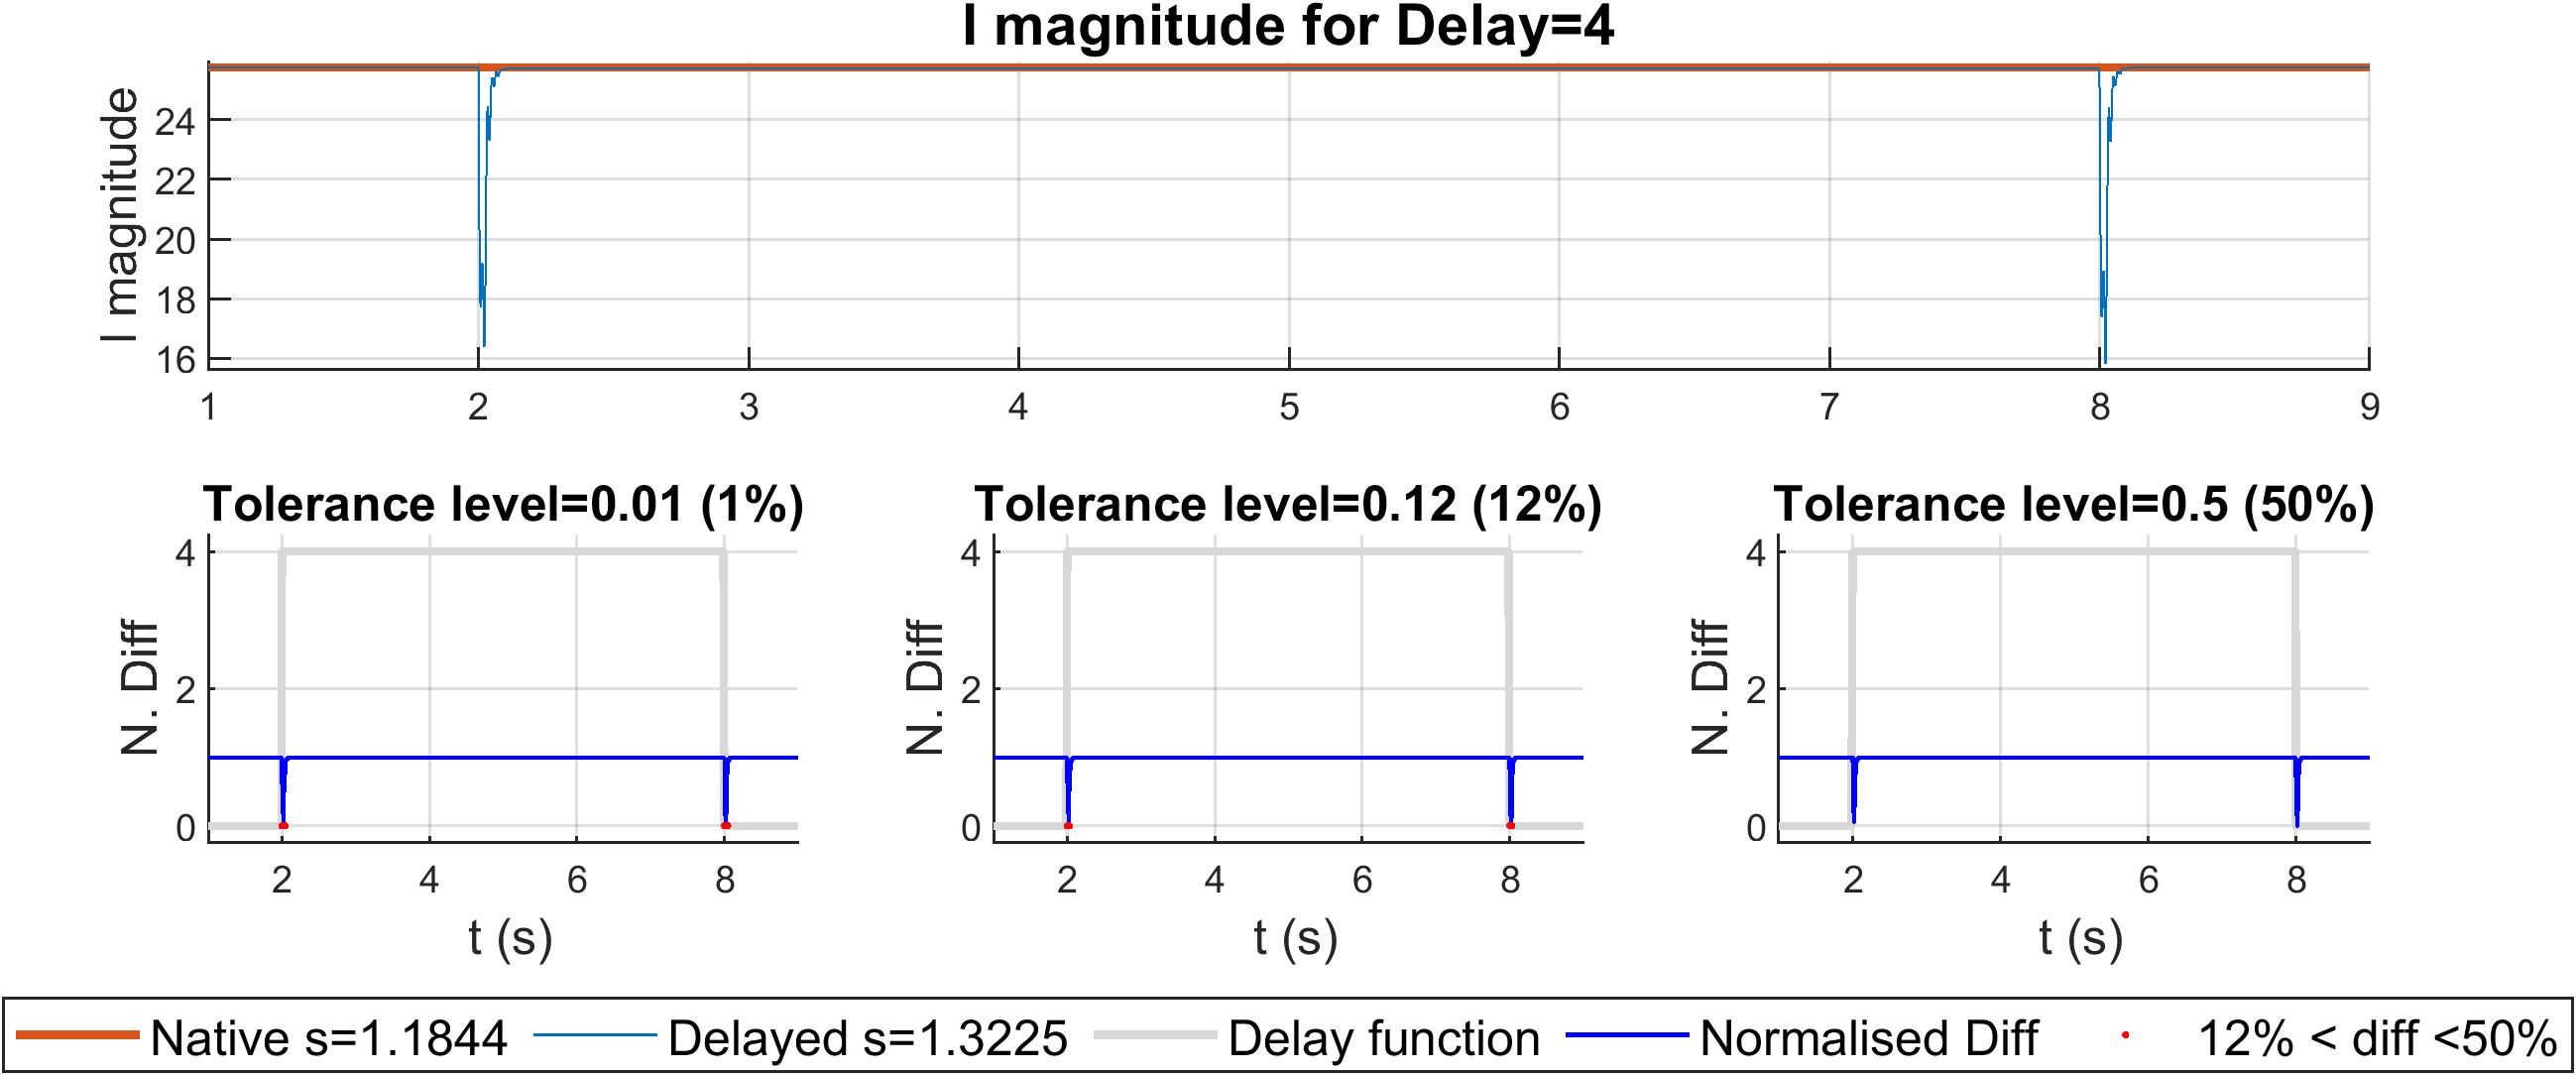 I magnitude for Delay=4
I magnitude
24
22
20
18
16
1 2 3 4 5 6 7 8 9
Tolerance level=0.01 (1%)
N. Diff
4
2
0
2 4 6 8
t (s)
Tolerance level=0.12 (12%)
N. Diff
4
2
0
2 4 6 8
t (s)
Tolerance level=0.5 (50%)
N. Diff
4
2
0
2 4 6 8
t (s)
Native s=1.1844 Delayed s=1.3225 Delay function Normalised Diff 12% < diff <50%